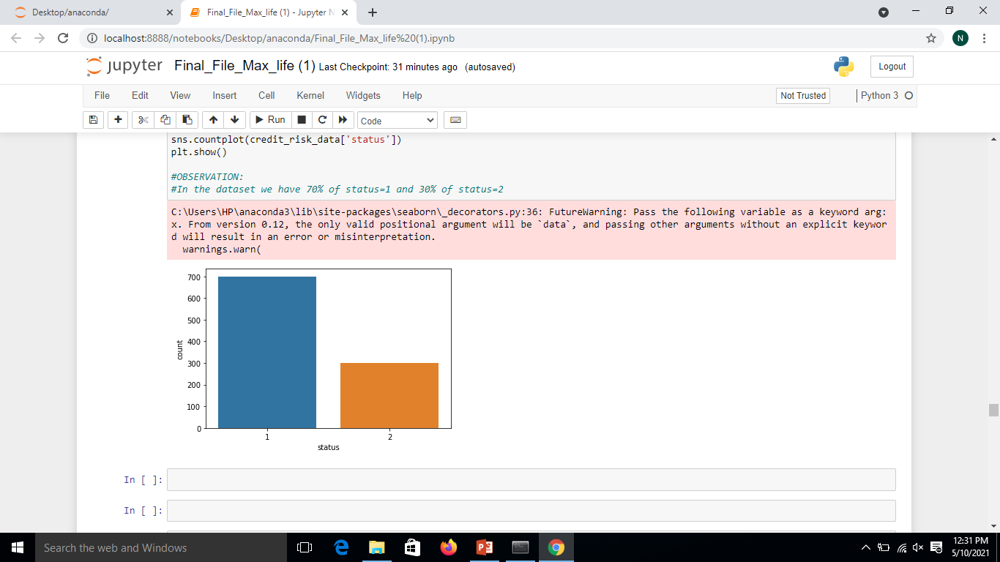 Desktop/anaconda/
Final_File_Max_life (1) - Jupyter N
localhost:8888/notebooks/Desktop/anaconda/Final_File_Max_life%20(1).ipynb
N
jupyter Final_File_Max_life (1) Last Checkpoint: 31 minutes ago (autosaved)
Logout
File Edit View Insert Cell Kernel Widgets Help
Not Trusted
Python 3
Run
Code
sns.countplot(credit_risk_data['status'])
plt.show()
#OBSERVATION:
#In the dataset we have 70% of status=1 and 30% of status=2
C:\Users\HP\anaconda3\lib\site-packages\seaborn\_decorators.py:36: FutureWarning: Pass the following variable as a keyword arg:
x. From version 0.12, the only valid positional argument will be `data`, and passing other arguments without an explicit keywor
d will result in an error or misinterpretation.
warnings.warn(
700
600
500
400
300
200
100
0
count
1 2
status
In [ ]:
In [ ]:
Search the web and Windows
12:31 PM
5/10/2021